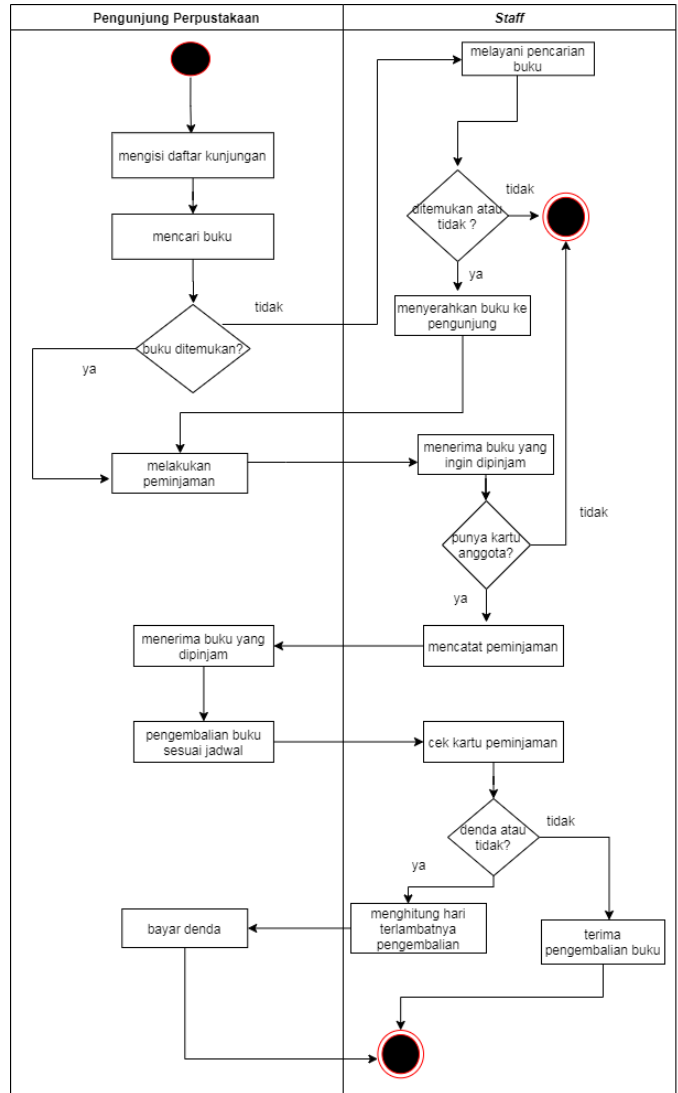 Pengunjung Perpustakaan
Staff
melayani pencarian
buku
mengisi daftar kunjungan
tidak
ditemukan atau
tidak ?
mencari buku
ya
tidak
menyerahkan buku ke
pengunjung
buku ditemukan?
ya
menerima buku yang
ingin dipinjam
melakukan
peminjaman
tidak
punya kartu
anggota?
ya
menerima buku yang
dipinjam
mencatat peminjaman
pengembalian buku
sesuai jadwal
cek kartu peminjaman
tidak
denda atau
tidak?
ya
menghitung hari
terlambatnya
pengembalian
bayar denda
terima
pengembalian buku